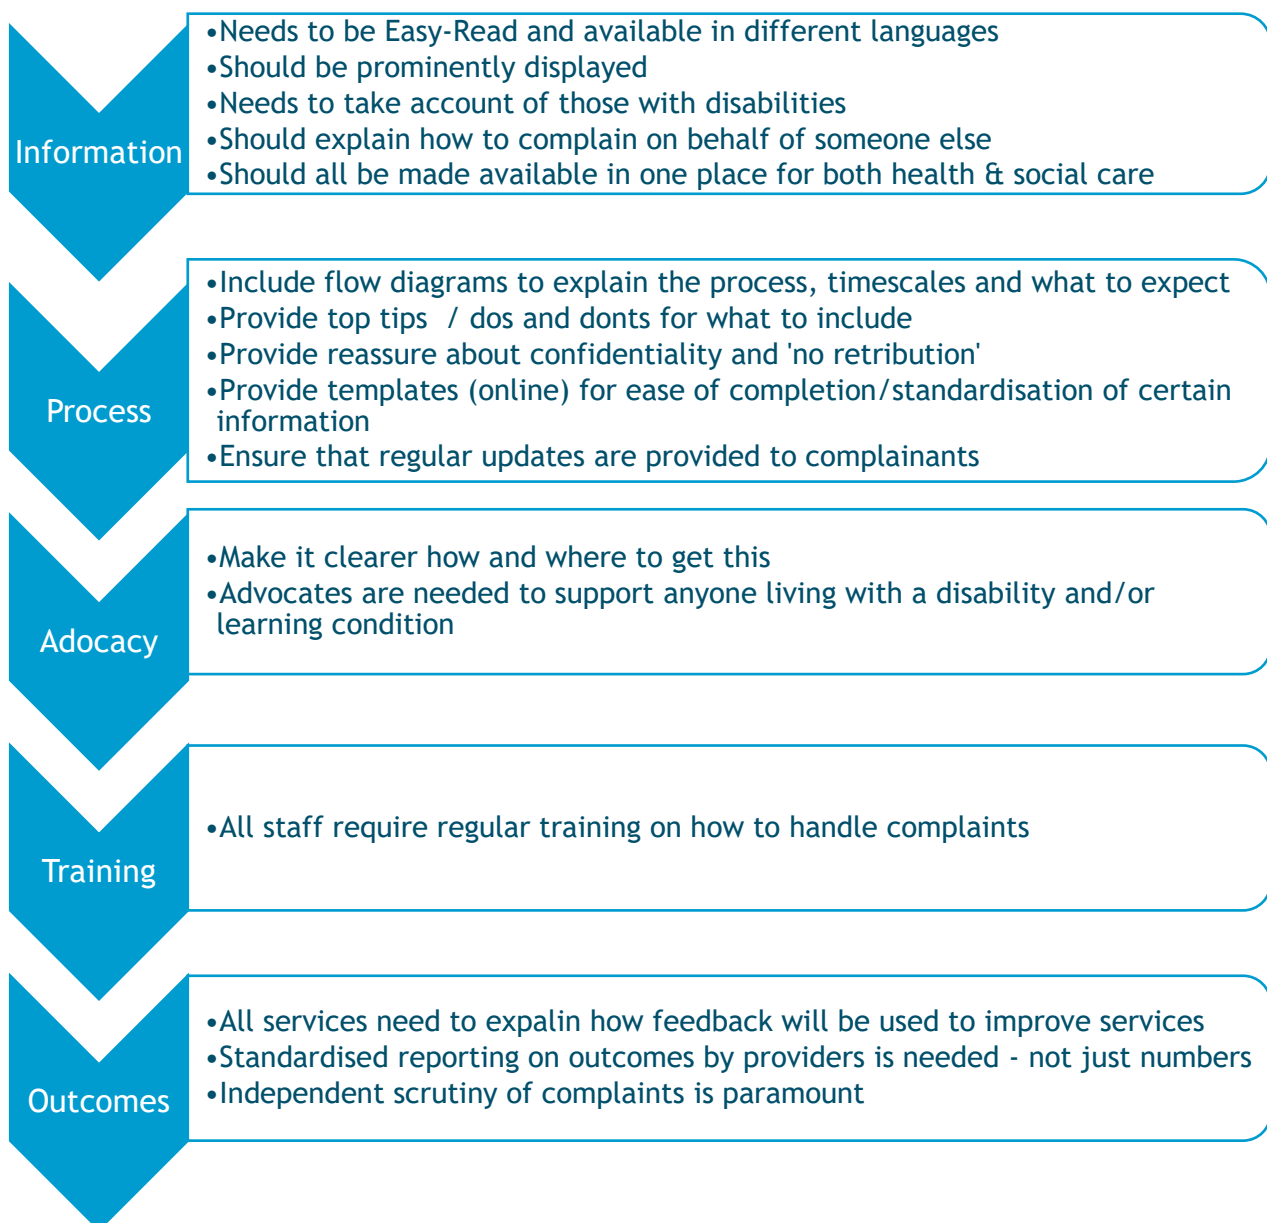 Information
•Needs to be Easy-Read and available in different languages
•Should be prominently displayed
•Needs to take account of those with disabilities
•Should explain how to complain on behalf of someone else
•Should all be made available in one place for both health & social care
Process
•Include flow diagrams to explain the process, timescales and what to expect
•Provide top tips / dos and donts for what to include
•Provide reassure about confidentiality and 'no retribution'
•Provide templates (online) for ease of completion/standardisation of certain
information
•Ensure that regular updates are provided to complainants
Adocacy
•Make it clearer how and where to get this
•Advocates are needed to support anyone living with a disability and/or
learning condition
Training
•All staff require regular training on how to handle complaints
Outcomes
•All services need to expalin how feedback will be used to improve services
•Standardised reporting on outcomes by providers is needed - not just numbers
•Independent scrutiny of complaints is paramount